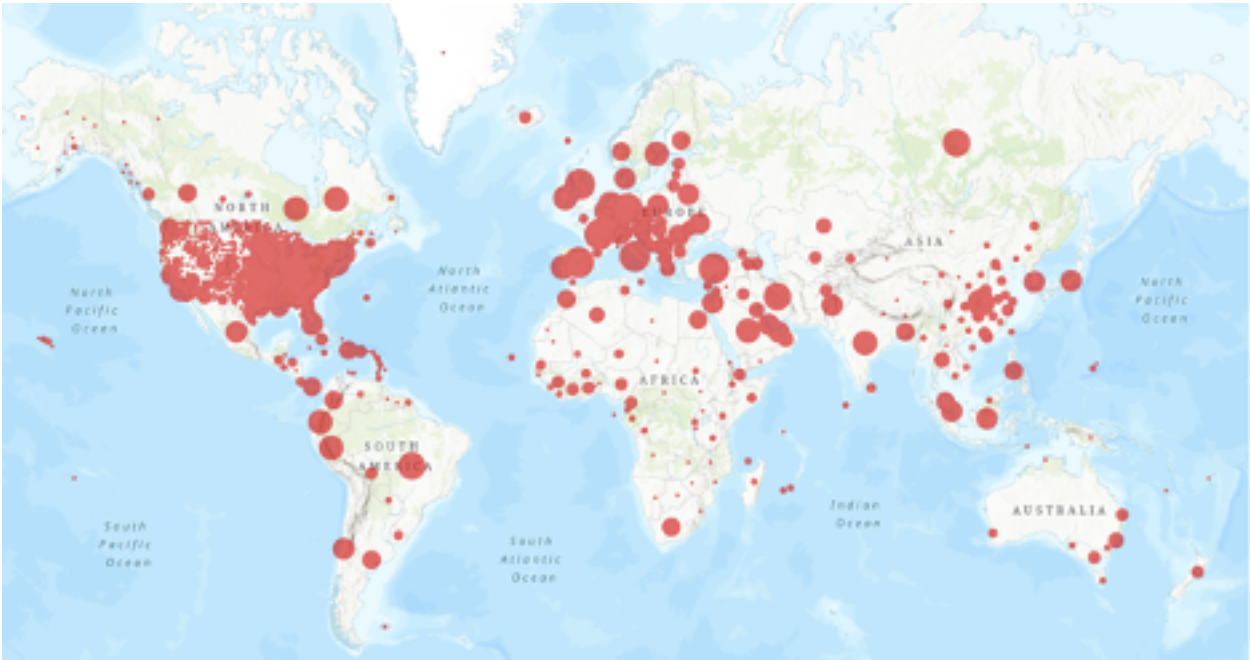 NORTH
AMERICA
EUROPE
ASIA
North
Pacific
Ocean
North
Atlantic
Ocean
North
Pacific
Ocean
AFRICA
SOUTH
AMERICA
AUSTRALIA
Indian
Ocean
South
Pacific
Ocean
South
Atlantic
Ocean